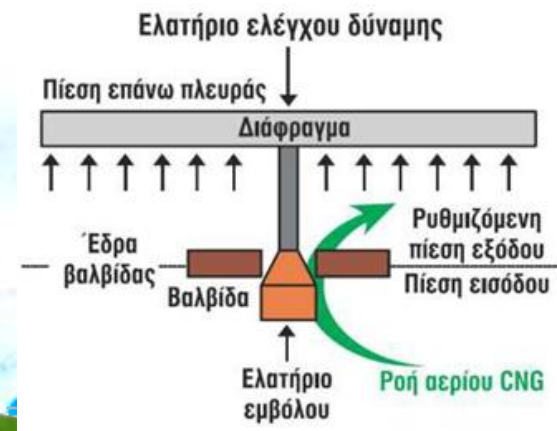 Ελατήριο ελέγχου δύναμης
Πίεση επάνω πλευράς
Διάφραγμα
Έδρα
βαλβίδας
Βαλβίδα
Ρυθμιζόμενη
πίεση εξόδου
Πίεση εισόδου
Ελατήριο
εμβόλου
Ροή αερίου CNG